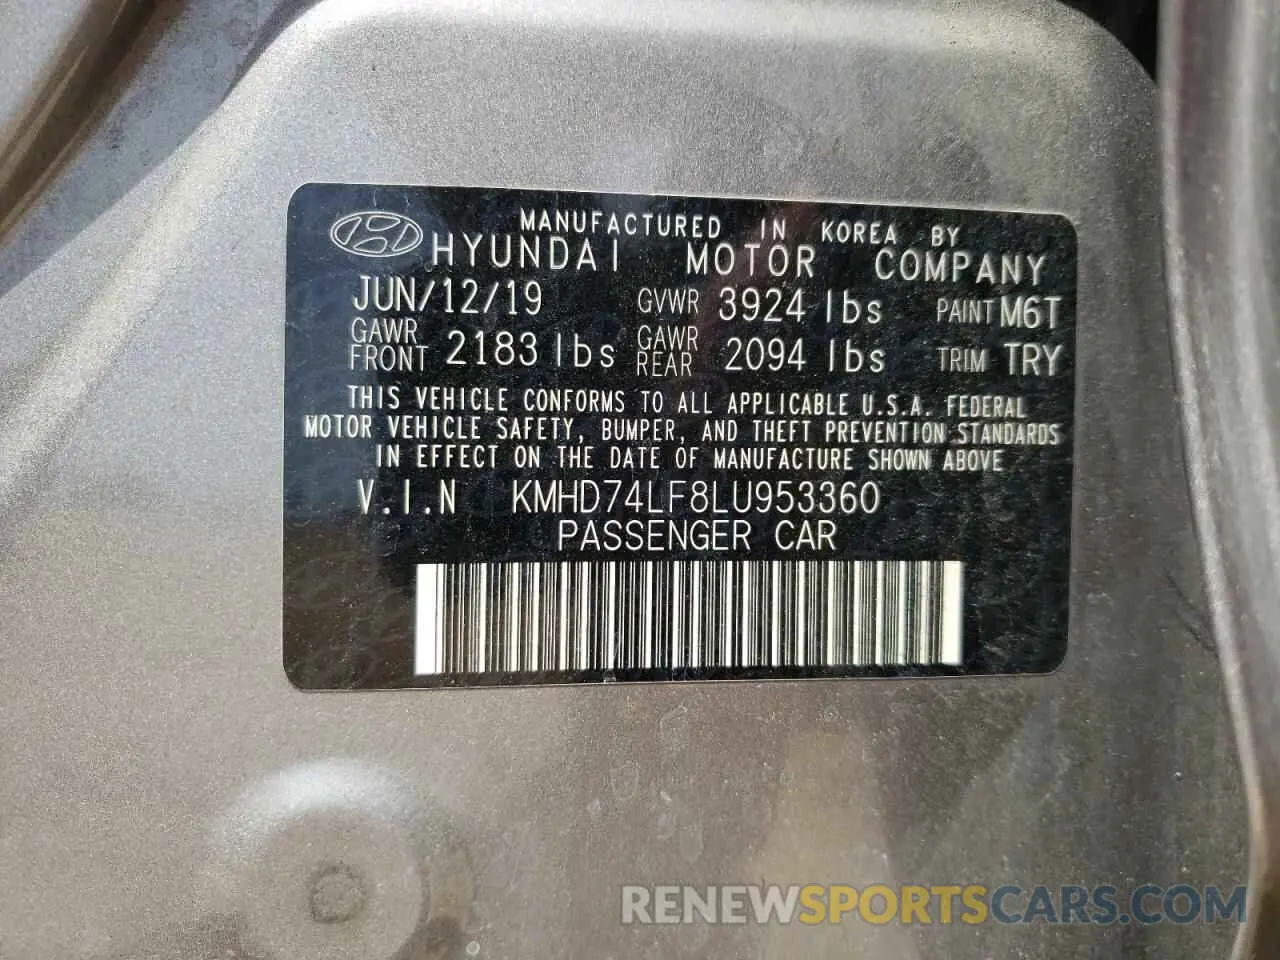 MANUFACTURED IN KOREA BY
HYUNDAI MOTOR COMPANY
JUN/12/19 GVWR 3924 lbs PAINT M6T
GAWR FRONT 2183 lbs GAWR REAR 2094 lbs TRIM TRY
THIS VEHICLE CONFORMS TO ALL APPLICABLE U.S.A. FEDERAL
MOTOR VEHICLE SAFETY, BUMPER, AND THEFT PREVENTION STANDARDS
IN EFFECT ON THE DATE OF MANUFACTURE SHOWN ABOVE
V.I.N KMHD74LF8LU953360
PASSENGER CAR
RENEWSPORTSCARS.COM